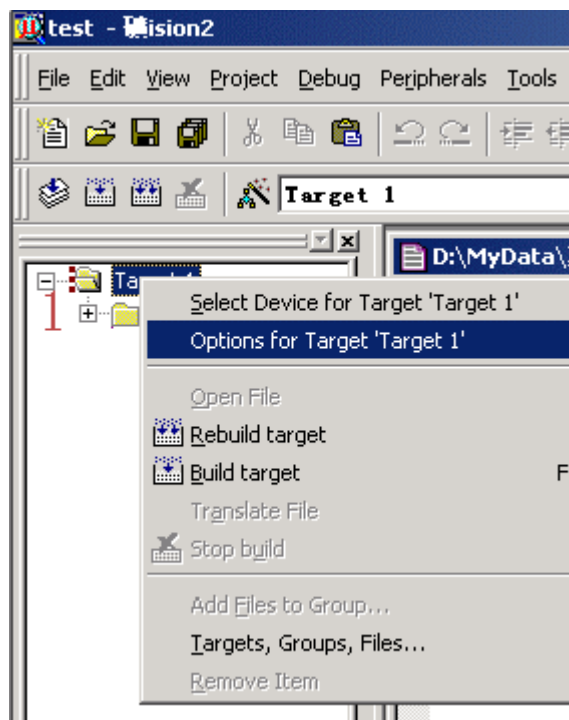 test - µVision2
File Edit View Project Debug Peripherals Tools
Target 1
D:\MyData\
1
Select Device for Target 'Target 1'
Options for Target 'Target 1'
Open File
Rebuild target
Build target F
Translate File
Stop build
Add Files to Group...
Targets, Groups, Files...
Remove Item